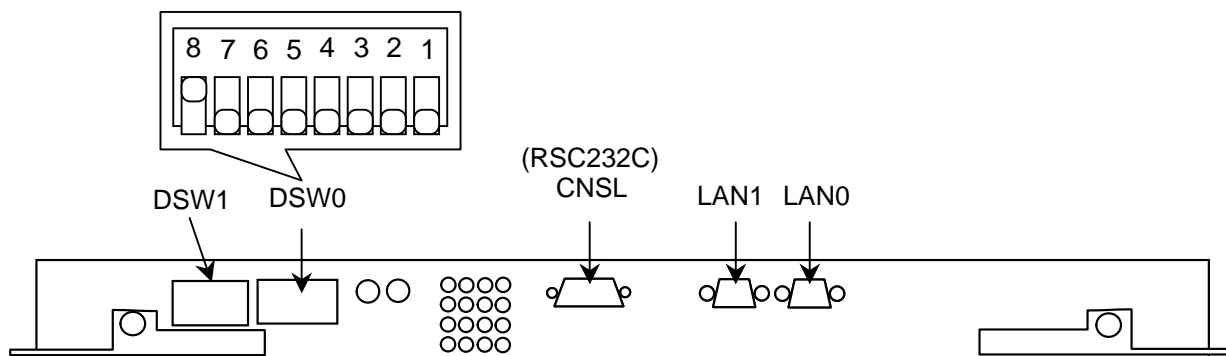 8 7 6 5 4 3 2 1
(RSC232C)
CNSL
DSW1 DSW0 LAN1 LAN0